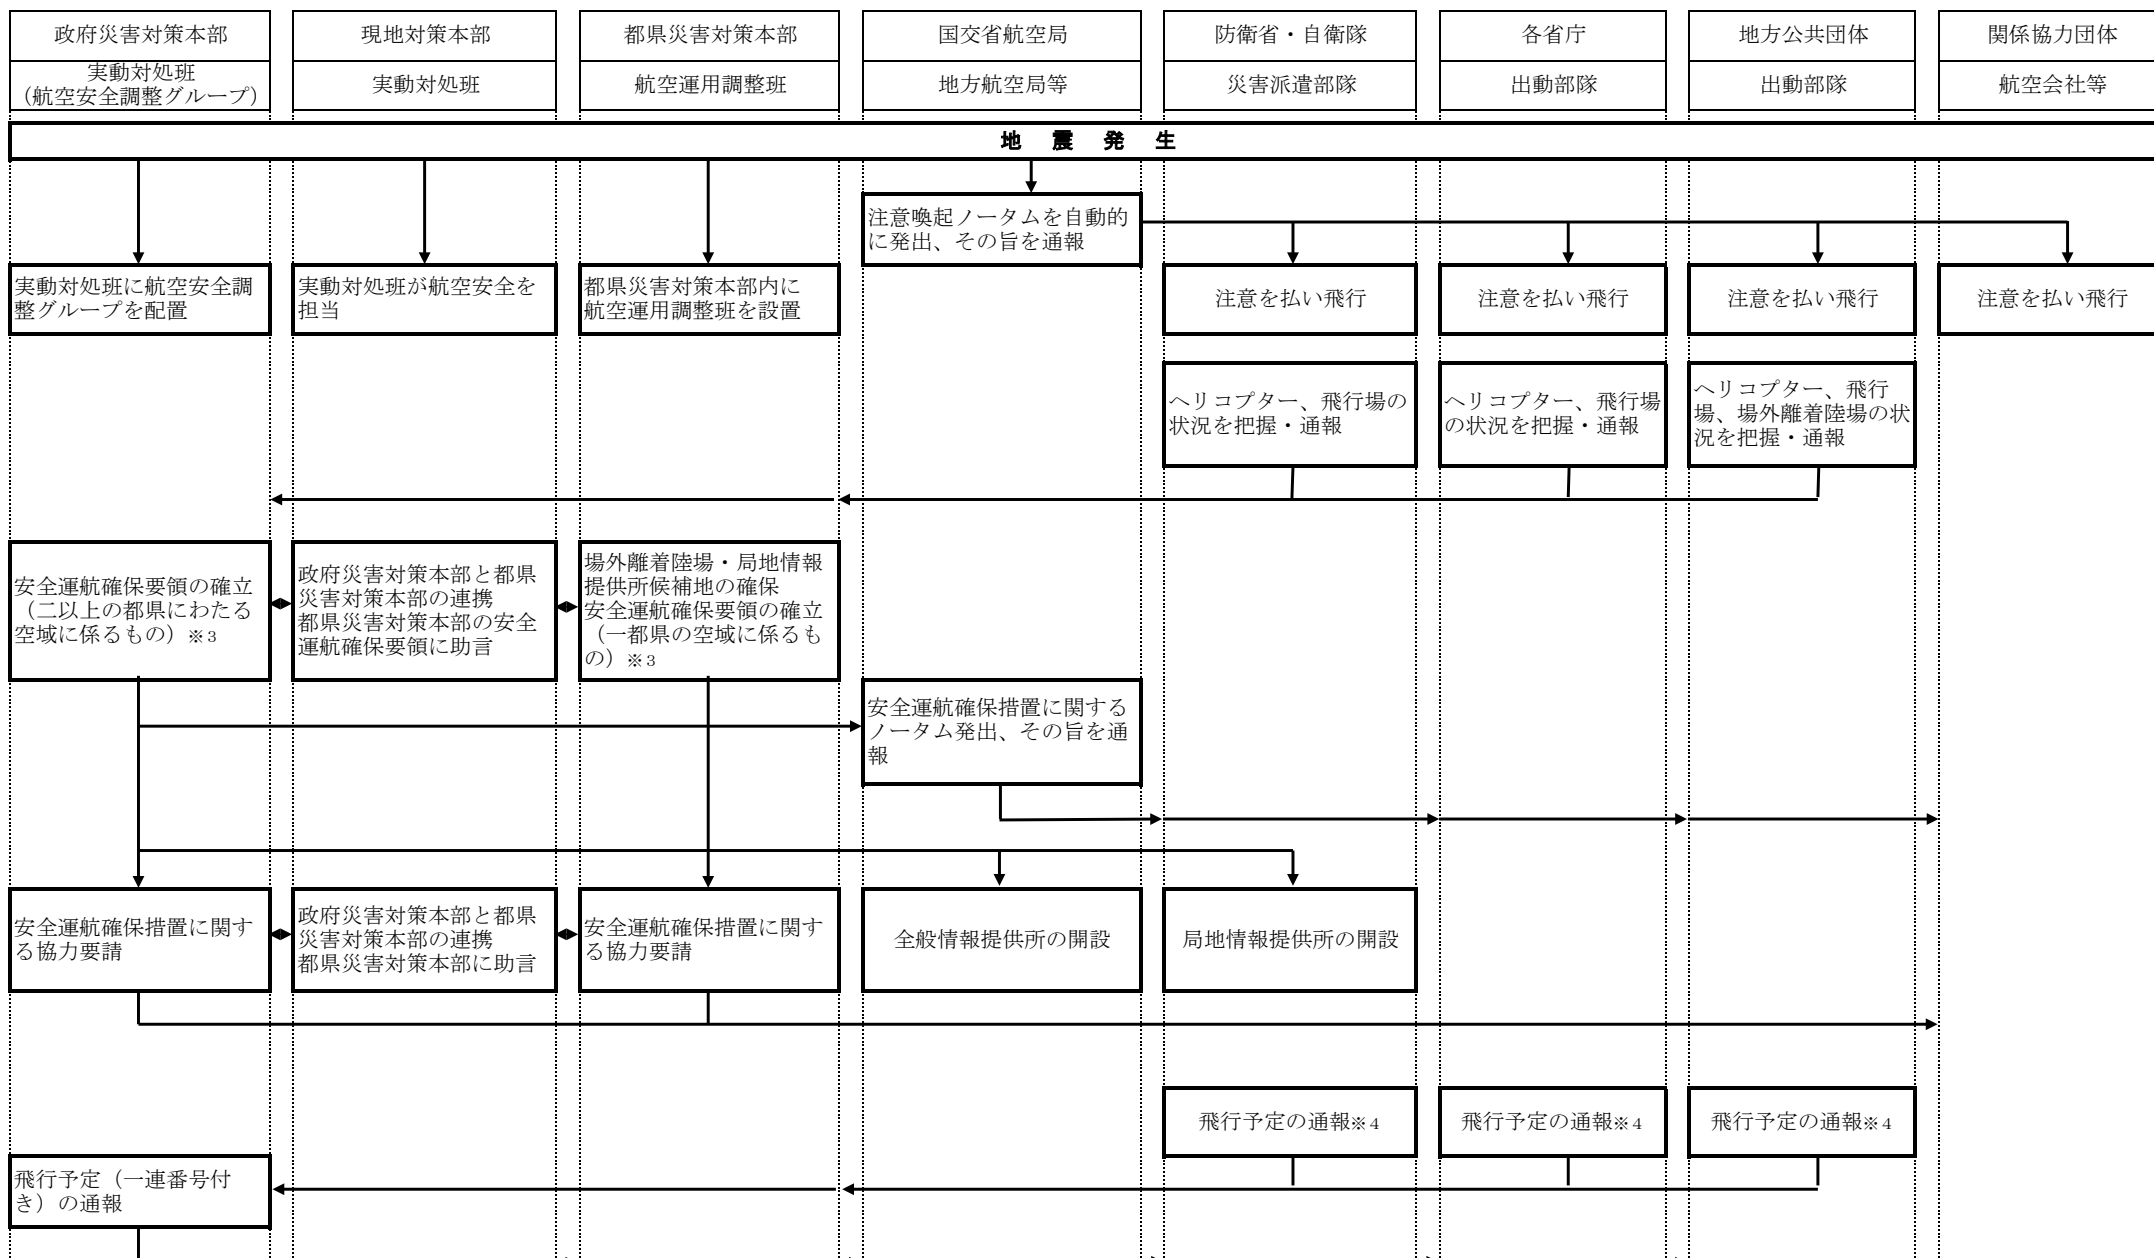 政府災害対策本部
現地対策本部
都県災害対策本部
国交省航空局
防衛省・自衛隊
各省庁
地方公共団体
関係協力団体
実動対処班
（航空安全調整グループ）
実動対処班
航空運用調整班
地方航空局等
災害派遣部隊
出動部隊
出動部隊
航空会社等
地 震 発 生
注意喚起ノータムを自動的
に発出、その旨を通報
実動対処班に航空安全調
整グループを配置
実動対処班が航空安全を
担当
都県災害対策本部内に
航空運用調整班を設置
注意を払い飛行
注意を払い飛行
注意を払い飛行
注意を払い飛行
ヘリコプター、飛行場の
状況を把握・通報
ヘリコプター、飛行場
の状況を把握・通報
ヘリコプター、飛行
場、場外離着陸場の状
況を把握・通報
安全運航確保要領の確立
（二以上の都県にわたる
空域に係るもの）※3
政府災害対策本部と都県
災害対策本部の連携
都県災害対策本部の安全
運航確保要領に助言
場外離着陸場・局地情報
提供所候補地の確保
安全運航確保要領の確立
（一都県の空域に係るも
の）※3
安全運航確保措置に関する
ノータム発出、その旨を通
報
安全運航確保措置に関す
る協力要請
政府災害対策本部と都県
災害対策本部の連携
都県災害対策本部に助言
安全運航確保措置に関す
る協力要請
全般情報提供所の開設
局地情報提供所の開設
飛行予定の通報※4
飛行予定の通報※4
飛行予定の通報※4
飛行予定（一連番号付
き）の通報